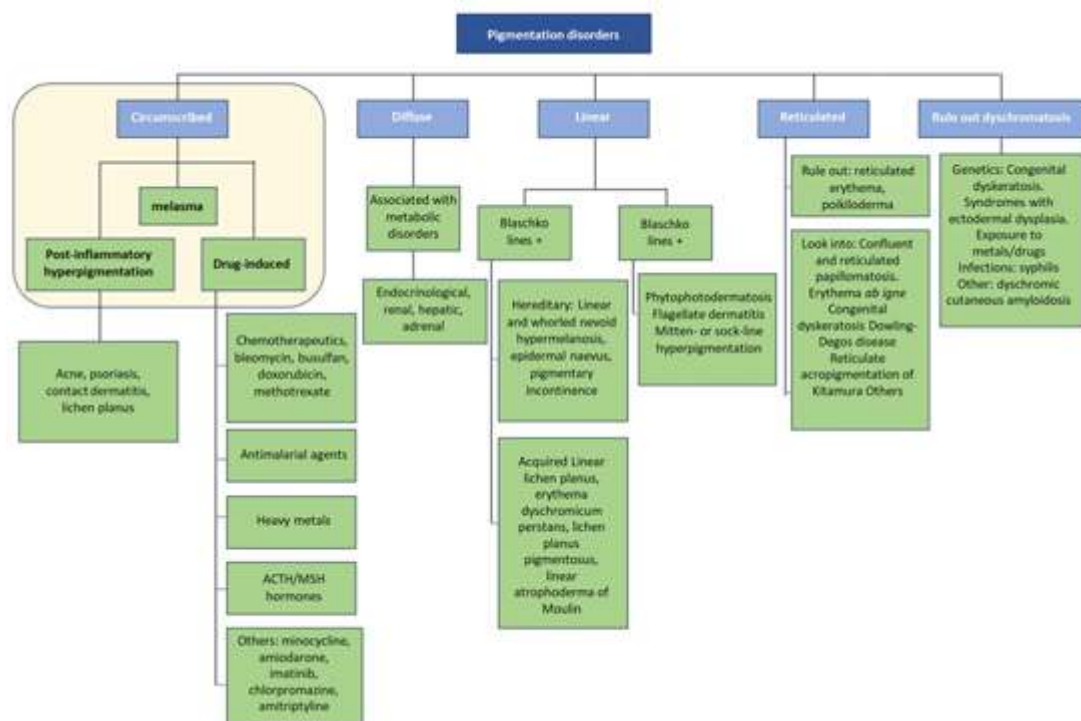 Pigmentation disorders
Circumscribed
Diffuse
Linear
Reticulated
Rule out dyschromatosis
melasma
Post-inflammatory
hyperpigmentation
Drug-induced
Acne, psoriasis,
contact dermatitis,
lichen planus
Chemotherapeutics,
bleomycin, busulfan,
doxorubicin,
methotrexate
Antimalarial agents
Heavy metals
ACTH/MSH
hormones
Others: minocycline,
amiodarone,
imatinib,
chlorpromazine,
amitriptyline
Associated with
metabolic
disorders
Endocrinological,
renal, hepatic,
adrenal
Blaschko
lines +
Hereditary: Linear
and whorled nevoid
hypermelanosis,
epidermal naevus,
pigmentary
Incontinence
Acquired Linear
lichen plenus,
erythema
dyschromicum
perstans, lichen
planus
pigmentosus,
linear
atrophoderma of
Moulin
Blaschko
lines +
Phytophotodermatosis
Flagellate dermatitis
Mitten- or sock-line
hyperpigmentation
Rule out: reticulated
erythema,
poikiloderma
Look into: Confluent
and reticulated
papillomatosis.
Erythema ab igne
Congenital
dyskeratosis Dowling-
Degos disease
Reticulate
acropigmentation of
Kitamura Others
Genetics: Congenital
dyskeratosis.
Syndromes with
ectodermal dysplasia.
Exposure to
metals/drugs
Infections: syphilis
Other: dyschromic
cutaneous amyloidosis